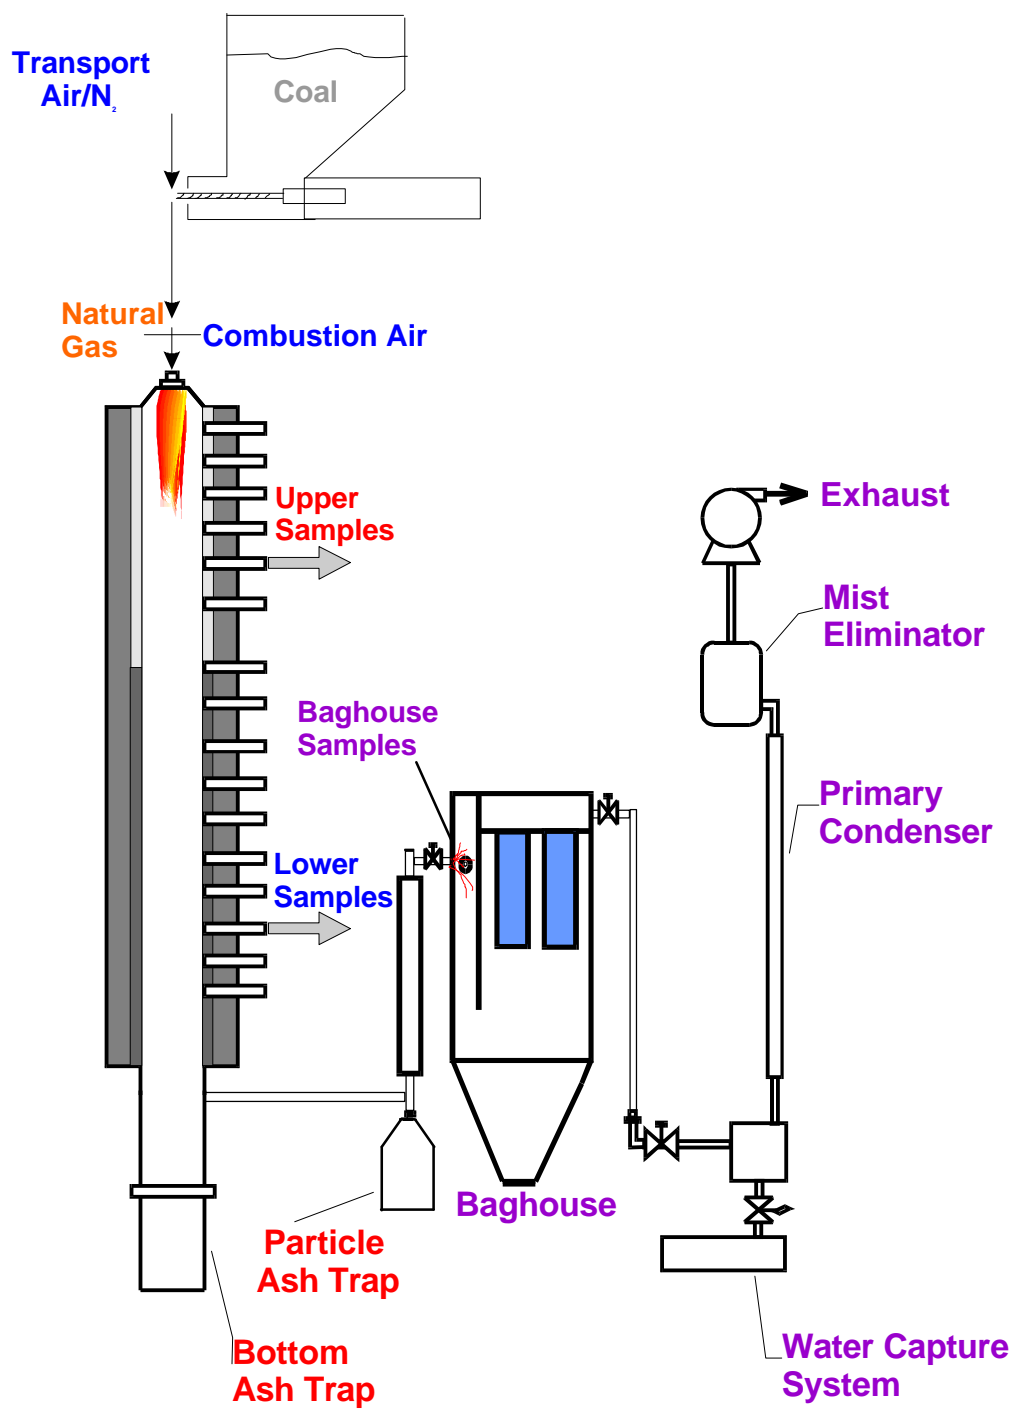 Transport
Air/N₂
Coal
Natural
Gas
Combustion Air
Upper
Samples
Exhaust
Mist
Eliminator
Baghouse
Samples
Primary
Condenser
Lower
Samples
Baghouse
Particle
Ash Trap
Bottom
Ash Trap
Water Capture
System